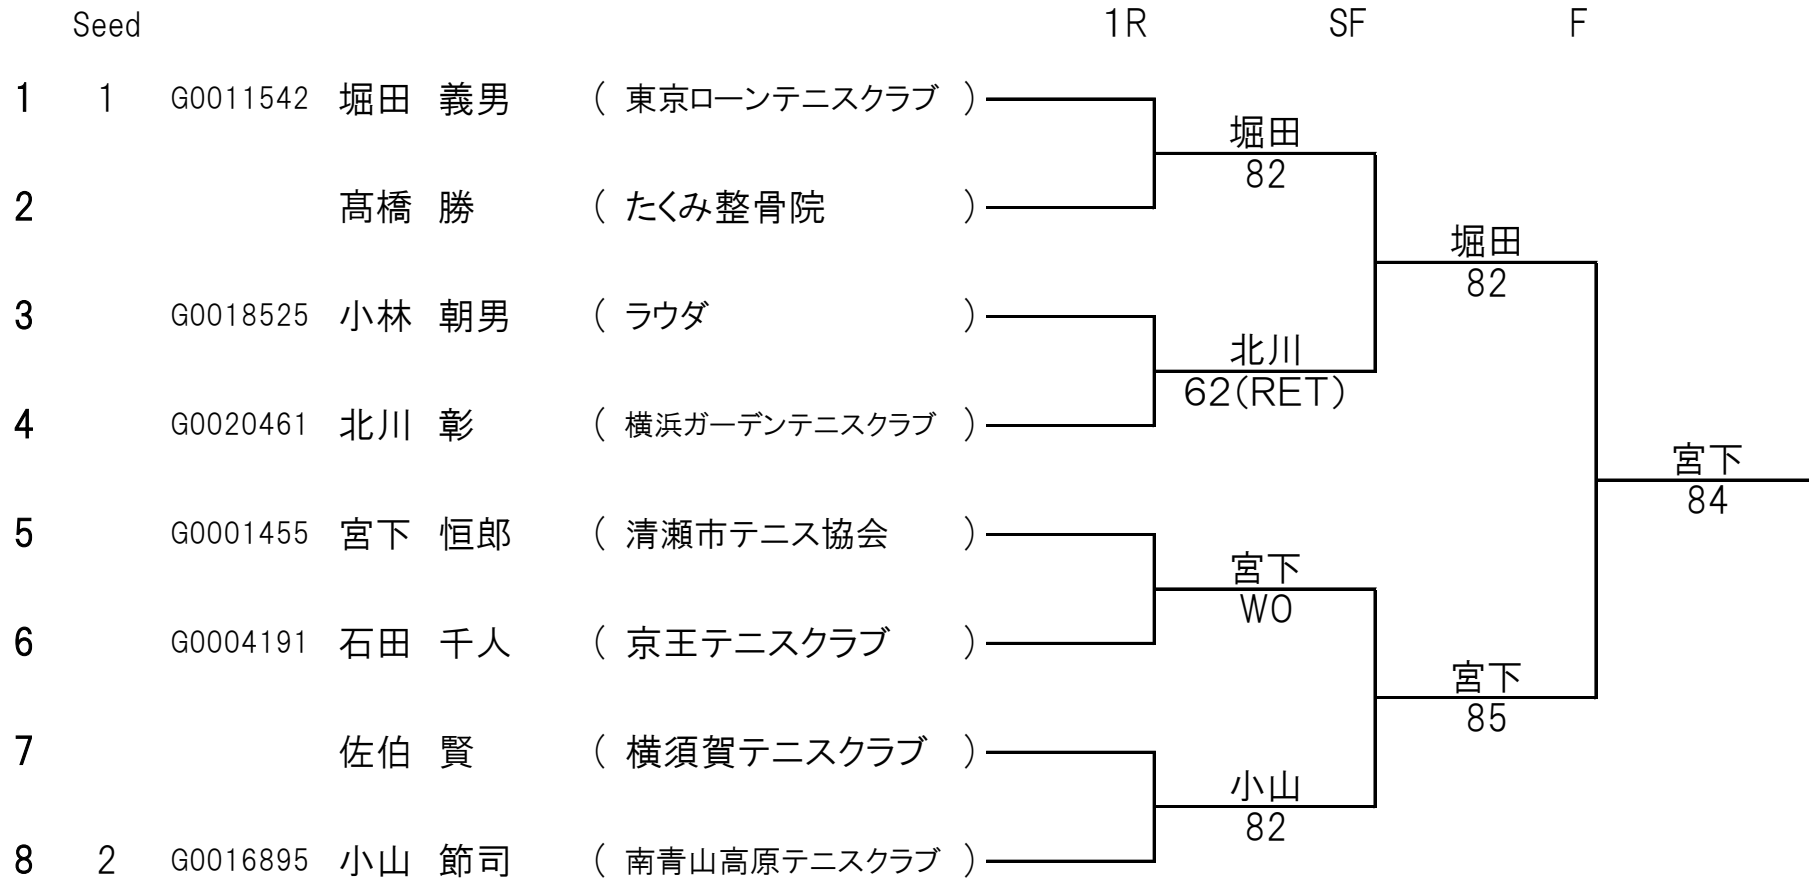 Seed 1R SF F
1 1 G0011542 堀田 義男 ( 東京ローンテニスクラブ )
堀田
82
2 髙橋 勝 ( たくみ整骨院 )
堀田
82
3 G0018525 小林 朝男 ( ラウダ )
北川
62(RET)
4 G0020461 北川 彰 ( 横浜ガーデンテニスクラブ )
宮下
84
5 G0001455 宮下 恒郎 ( 清瀬市テニス協会 )
宮下
WO
6 G0004191 石田 千人 ( 京王テニスクラブ )
宮下
85
7 佐伯 賢 ( 横須賀テニスクラブ )
小山
82
8 2 G0016895 小山 節司 ( 南青山高原テニスクラブ )